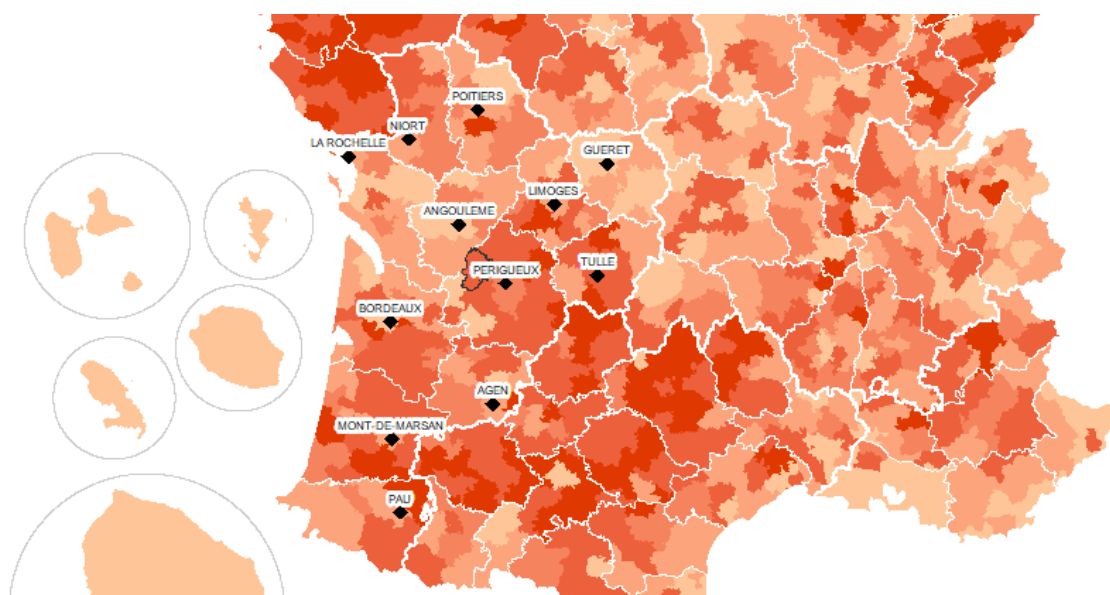 POITIERS
NIORT
LA ROCHELLE
GUERET
LIMOGES
ANGOULEME
PERIGUEUX
TULLE
BORDEAUX
AGEN
MONT-DE-MARSAN
PAU